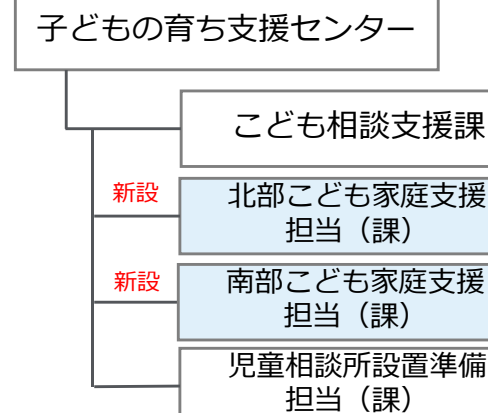 子どもの育ち支援センター
こども相談支援課
新設
北部こども家庭支援
担当（課）
新設
南部こども家庭支援
担当（課）
児童相談所設置準備
担当（課）